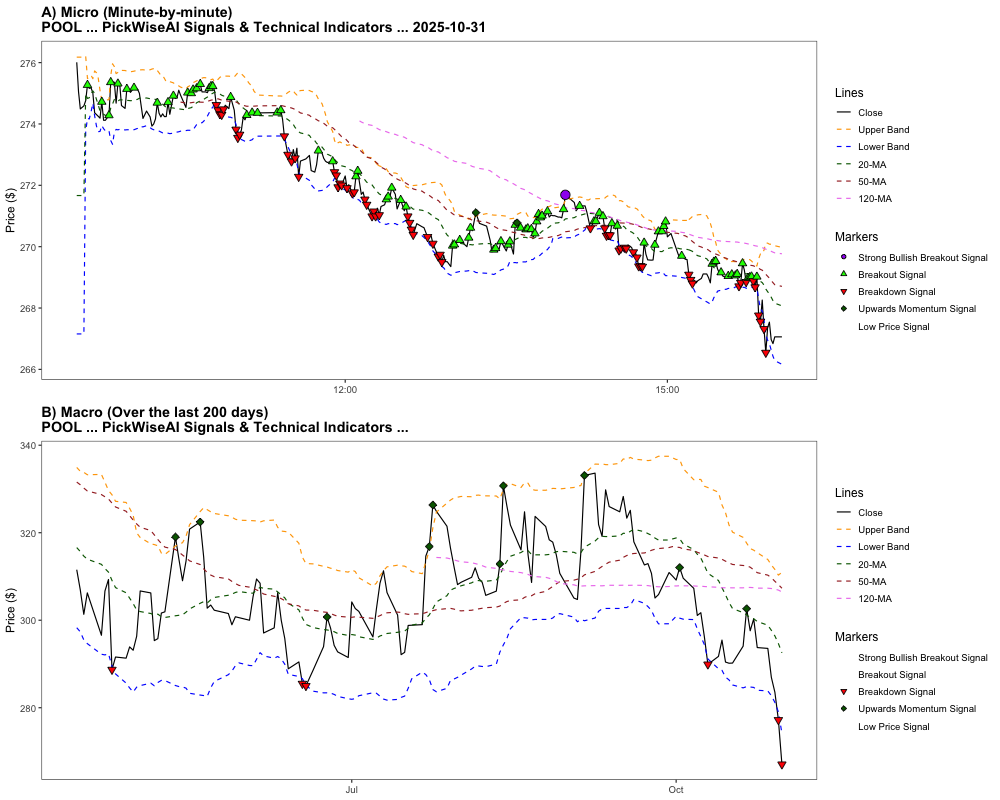 A) Micro (Minute-by-minute)
POOL ... PickWiseAI Signals & Technical Indicators ... 2025-10-31
276
274
272
270
268
266
Price ($)
12:00
15:00
Lines
Close
Upper Band
Lower Band
20-MA
50-MA
120-MA
Markers
Strong Bullish Breakout Signal
Breakout Signal
Breakdown Signal
Upwards Momentum Signal
Low Price Signal
B) Macro (Over the last 200 days)
POOL ... PickWiseAI Signals & Technical Indicators ...
340
320
300
280
Price ($)
Jul
Oct
Lines
Close
Upper Band
Lower Band
20-MA
50-MA
120-MA
Markers
Strong Bullish Breakout Signal
Breakout Signal
Breakdown Signal
Upwards Momentum Signal
Low Price Signal